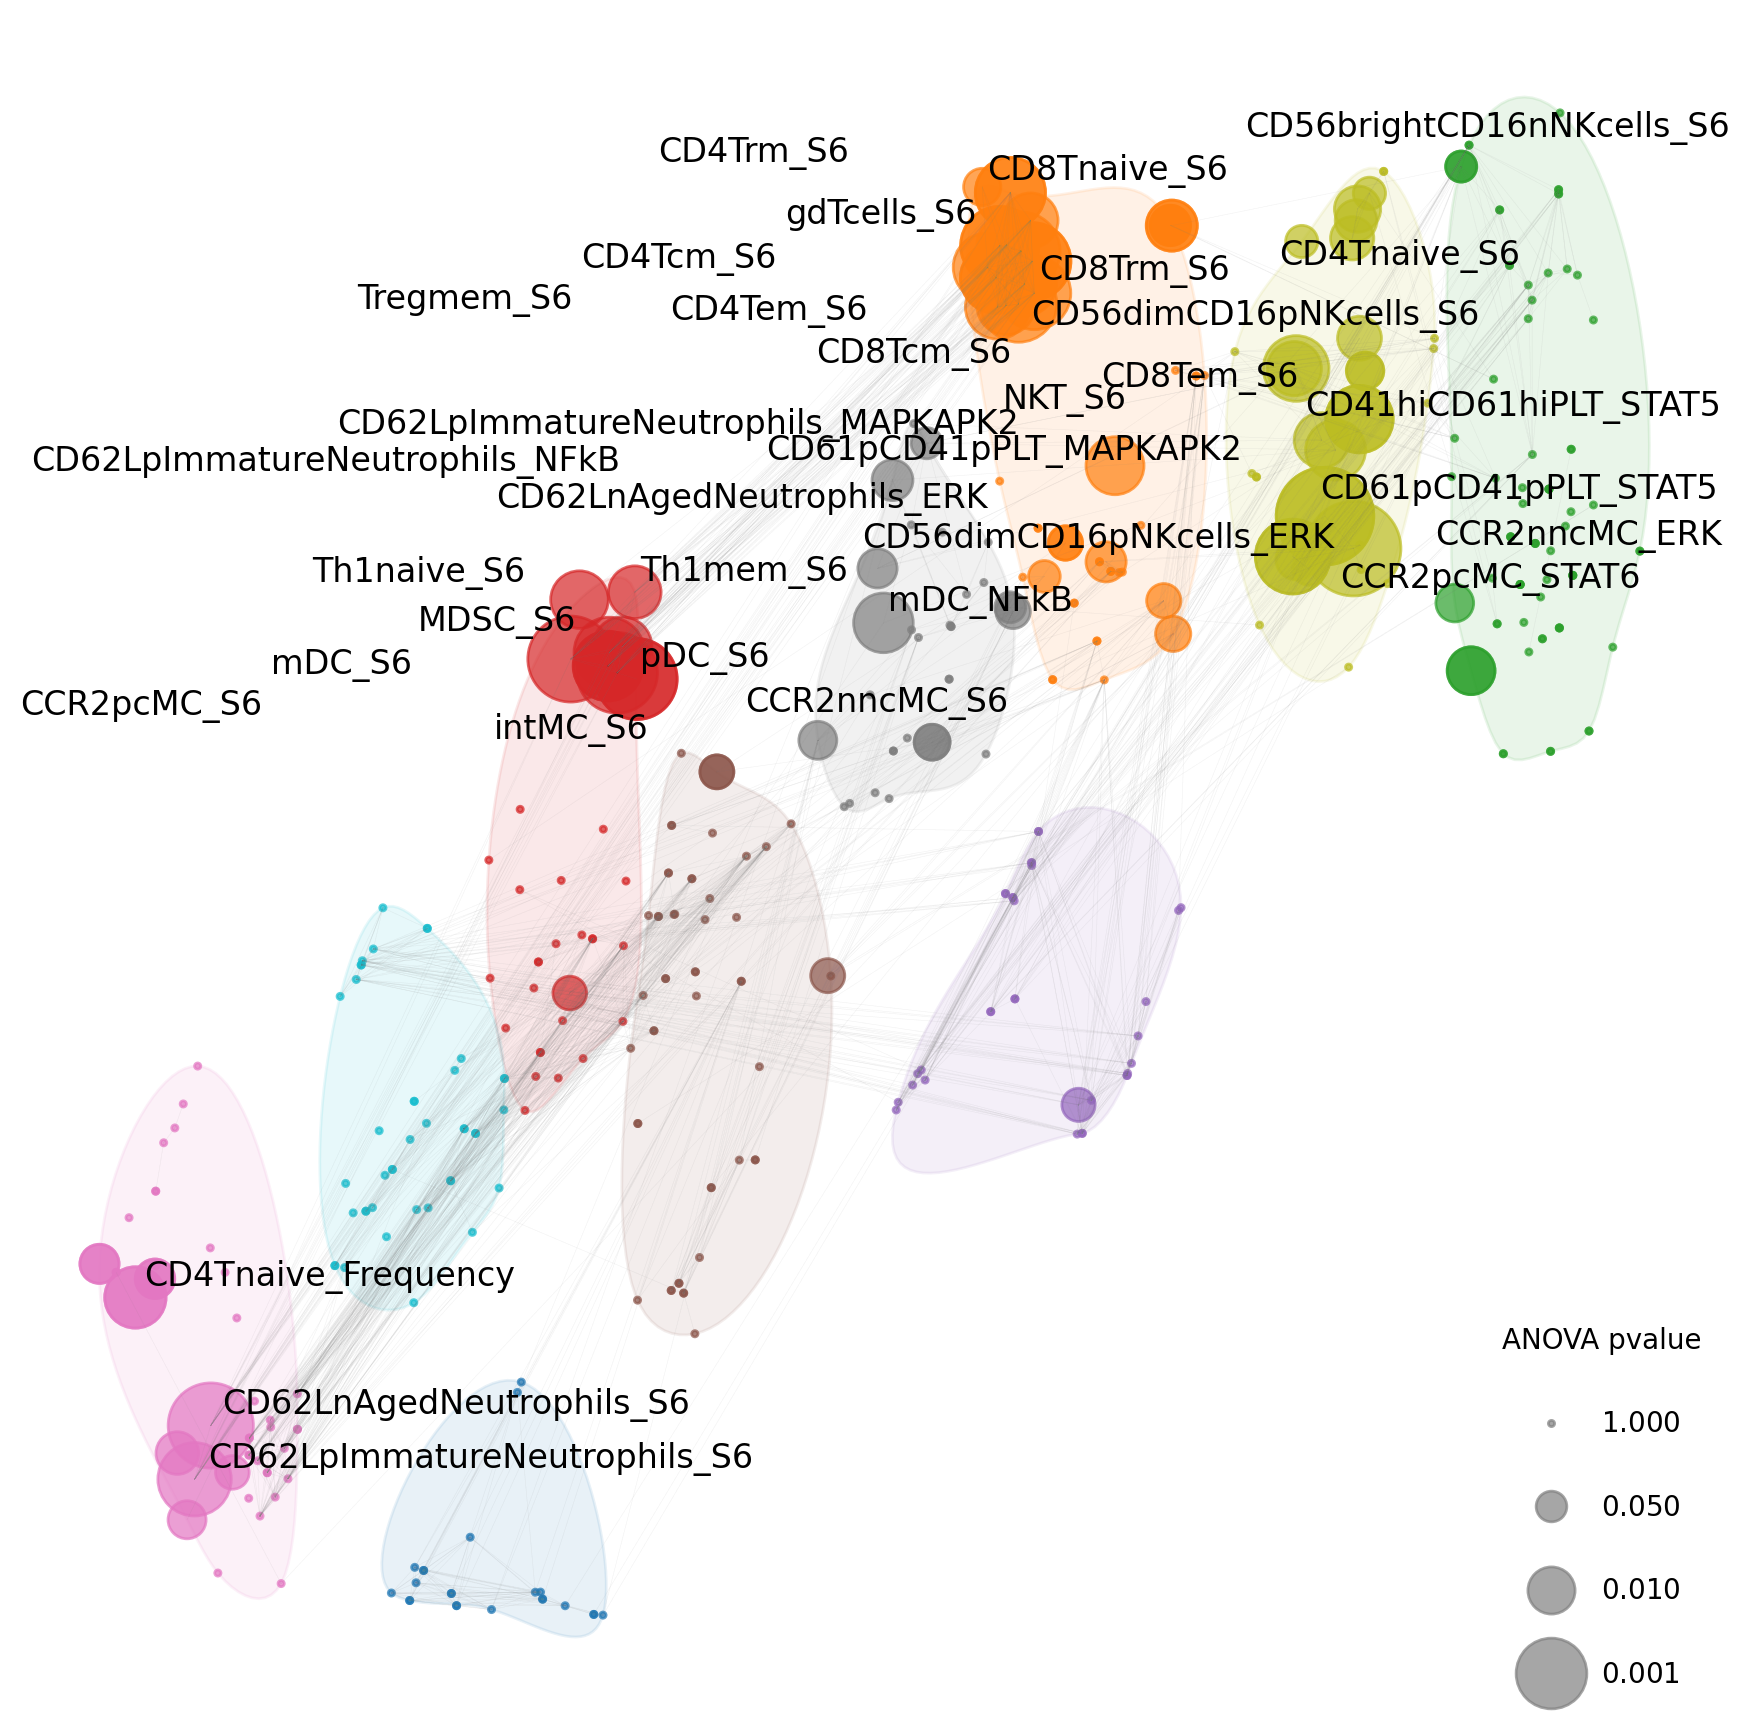 CD56brightCD16nNKcells_S6
CD4Trm_S6
CD8Tnaive_S6
gdTcells_S6
CD4Tcm_S6
CD4Tnaive_S6
CD8Trm_S6
Tregmem_S6
CD4Tem_S6
CD56dimCD16pNKcells_S6
CD8Tcm_S6
CD8Tem_S6
NKT_S6
CD41hiCD61hiPLT_STAT5
CD62LpImmatureNeutrophils_MAPKAPK2
CD61pCD41pPLT_MAPKAPK2
CD62LpImmatureNeutrophils_NFkB
CD61pCD41pPLT_STAT5
CD62LnAgedNeutrophils_ERK
CCR2nncMC_ERK
CD56dimCD16pNKcells_ERK
Th1naive_S6
Th1mem_S6
CCR2pcMC_STAT6
mDC_NFkB
MDSC_S6
mDC_S6
pDC_S6
CCR2pcMC_S6
CCR2nncMC_S6
intMC_S6
CD4Tnaive_Frequency
CD62LnAgedNeutrophils_S6
CD62LpImmatureNeutrophils_S6
ANOVA pvalue
1.000
0.050
0.010
0.001